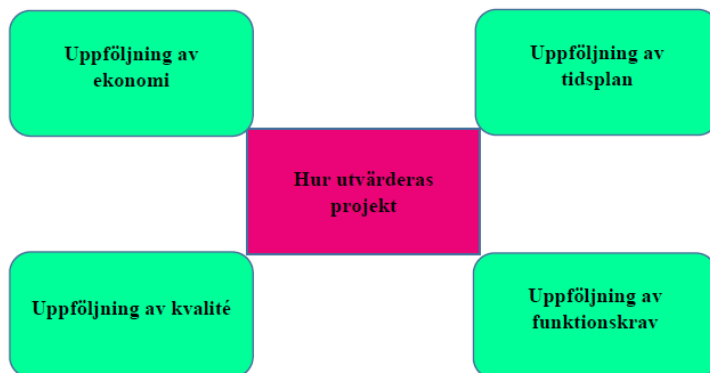 Uppföljning av
ekonomi
Uppföljning av
tidsplan
Hur utvärderas
projekt
Uppföljning av kvalité
Uppföljning av
funktionskrav